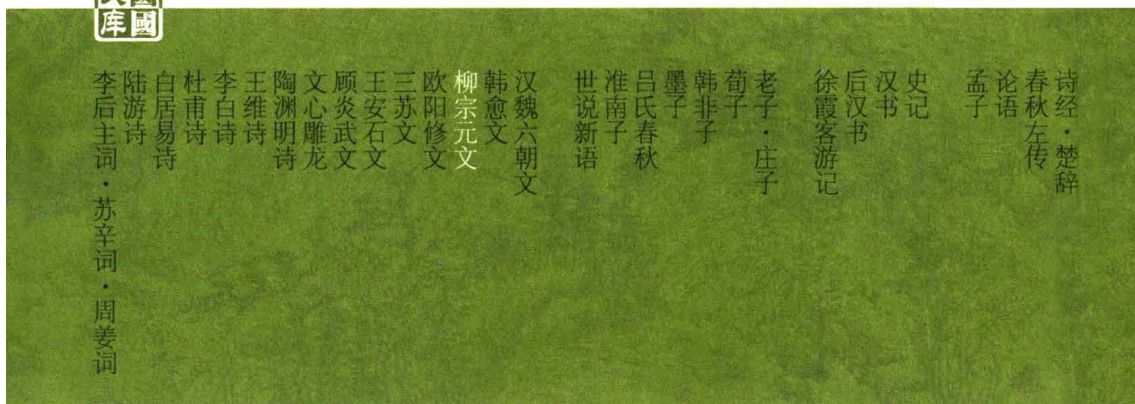 库國
诗经·楚辞
春秋左传
论语
孟子
史记
汉书
后汉书
徐霞客游记
老子·庄子
荀子
韩非子
墨子
吕氏春秋
淮南子
世说新语
汉魏六朝文
韩愈文
柳宗元文
欧阳修文
三苏文
王安石文
顾炎武文
文心雕龙
陶渊明诗
王维诗
李白诗
杜甫诗
白居易诗
陆游诗
李后主词·苏辛词·周姜词